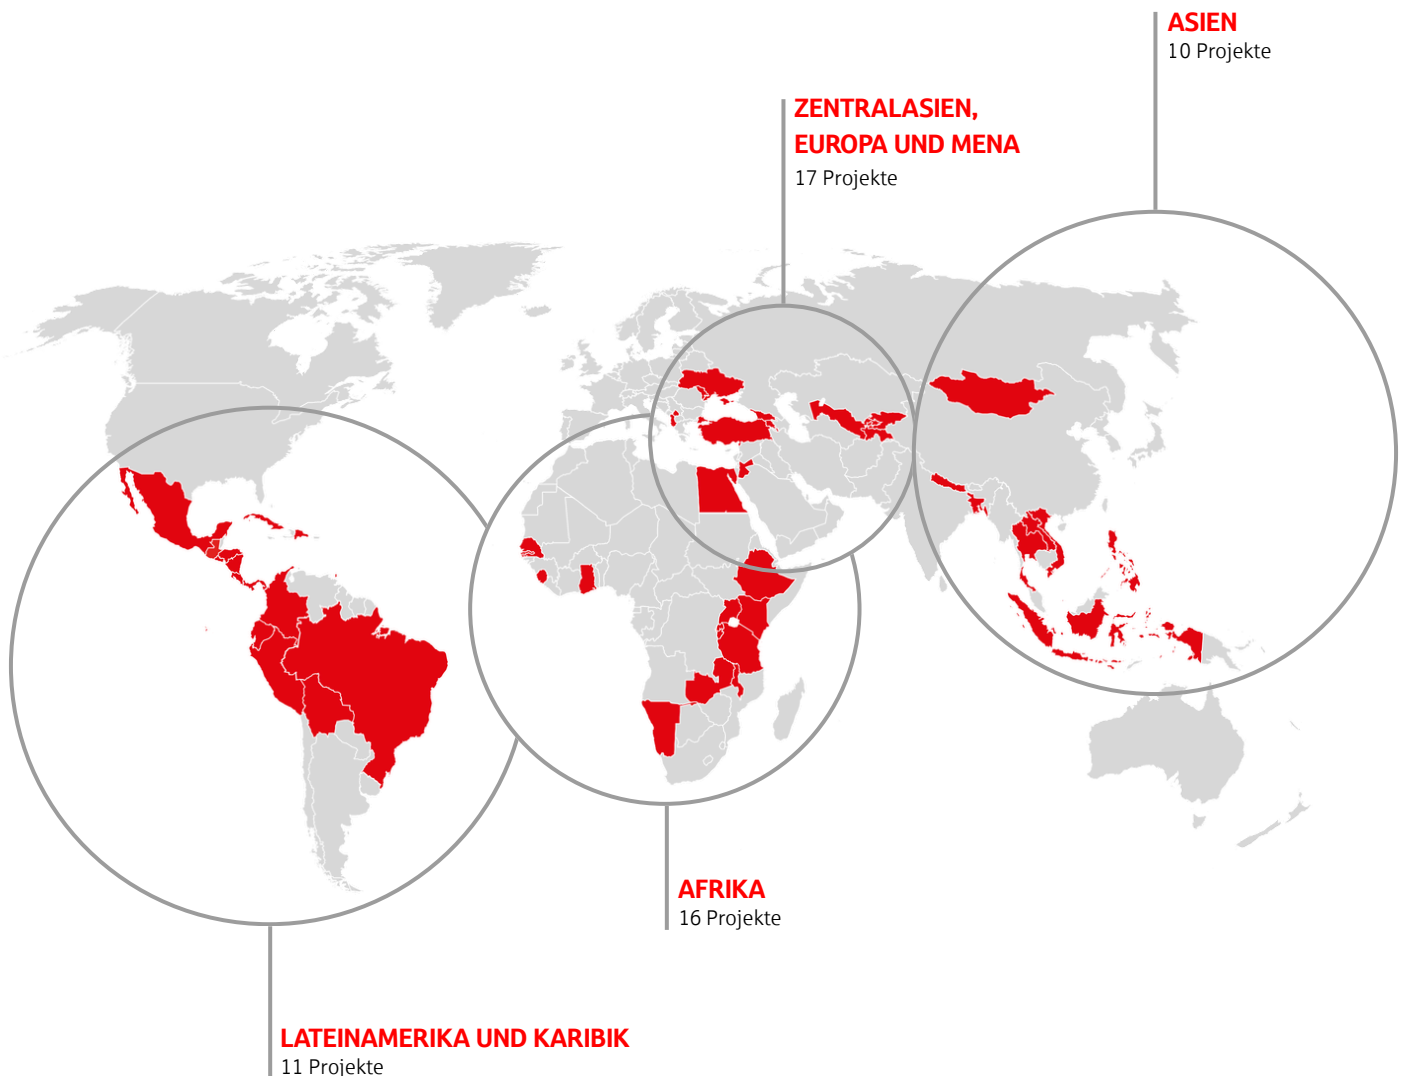 ASIEN
10 Projekte
ZENTRALASIEN,
EUROPA UND MENA
17 Projekte
AFRIKA
16 Projekte
LATEINAMERIKA UND KARIBIK
11 Projekte